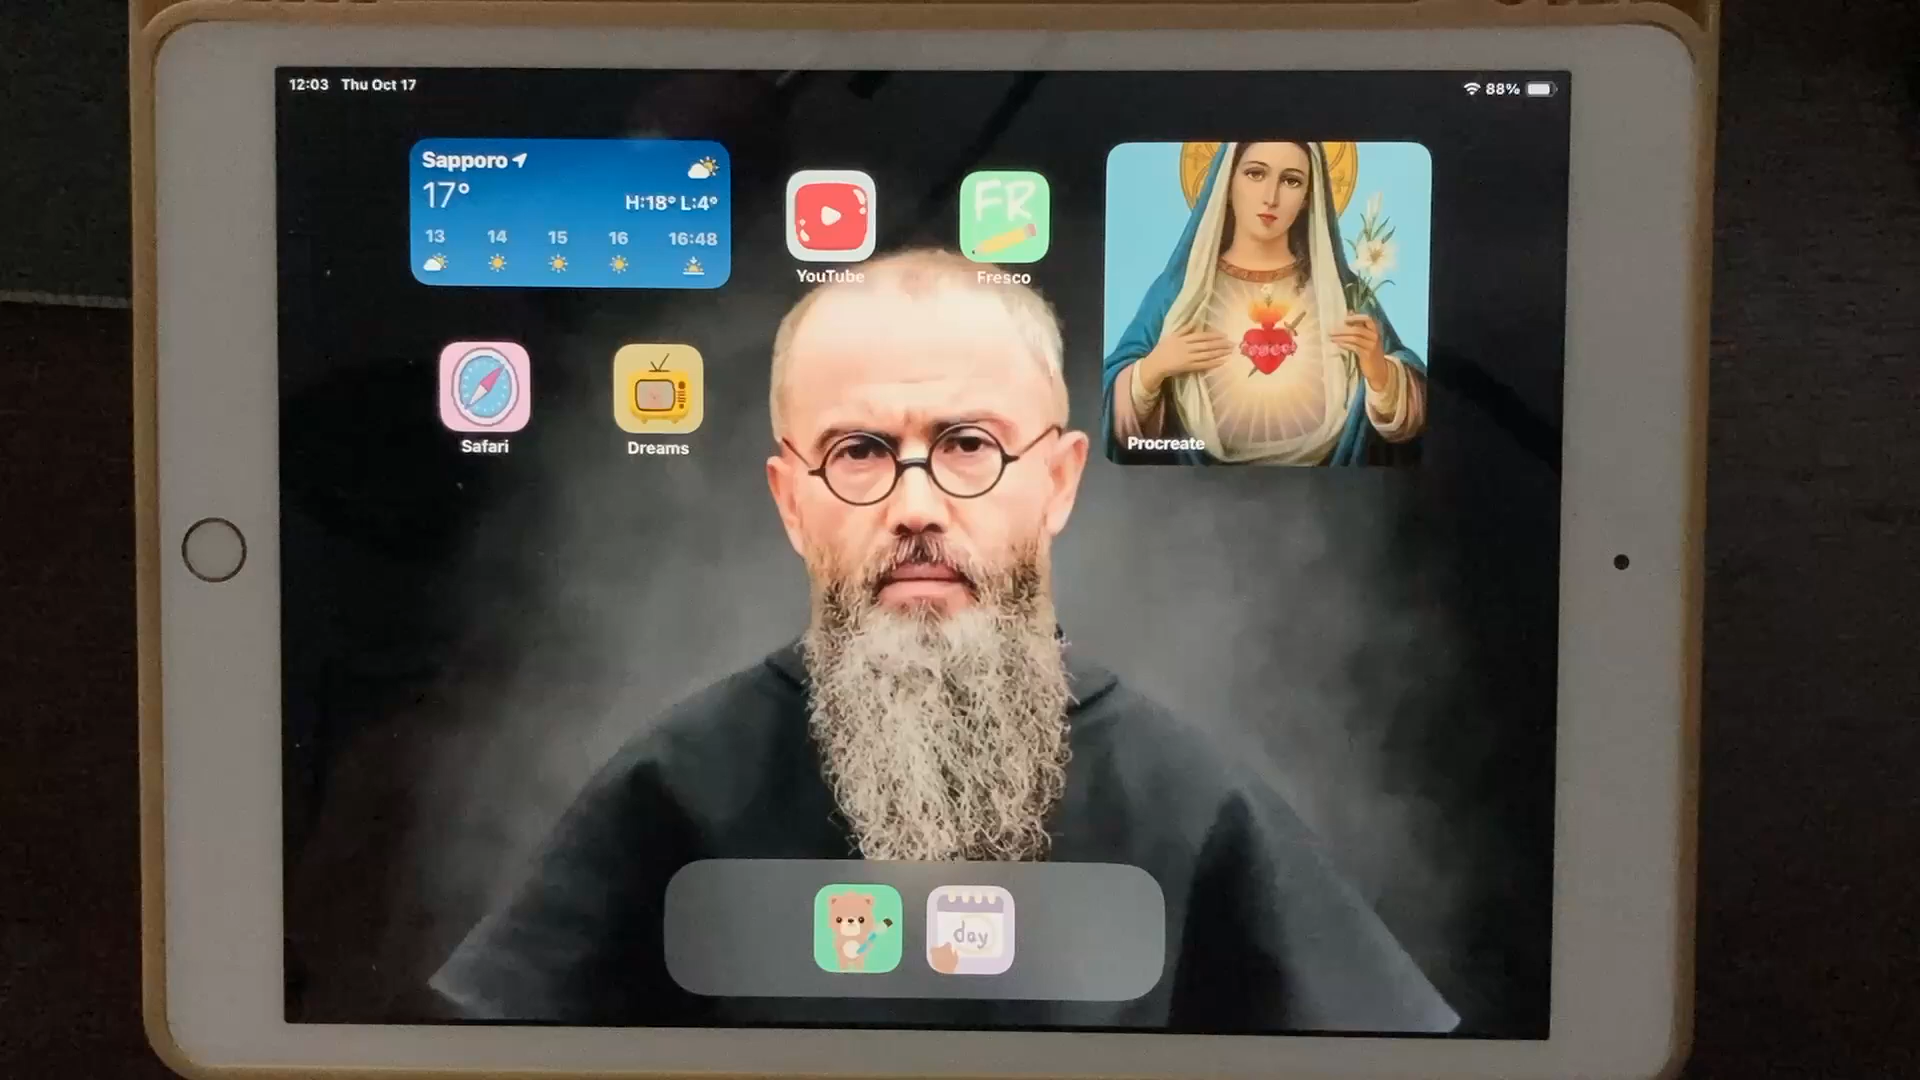 12:03 Thu Oct 17
88%
Sapporo
17°
H:18° L:4°
13 14 15 16 16:48
YouTube
FR
Fresco
Procreate
Safari
Dreams
day